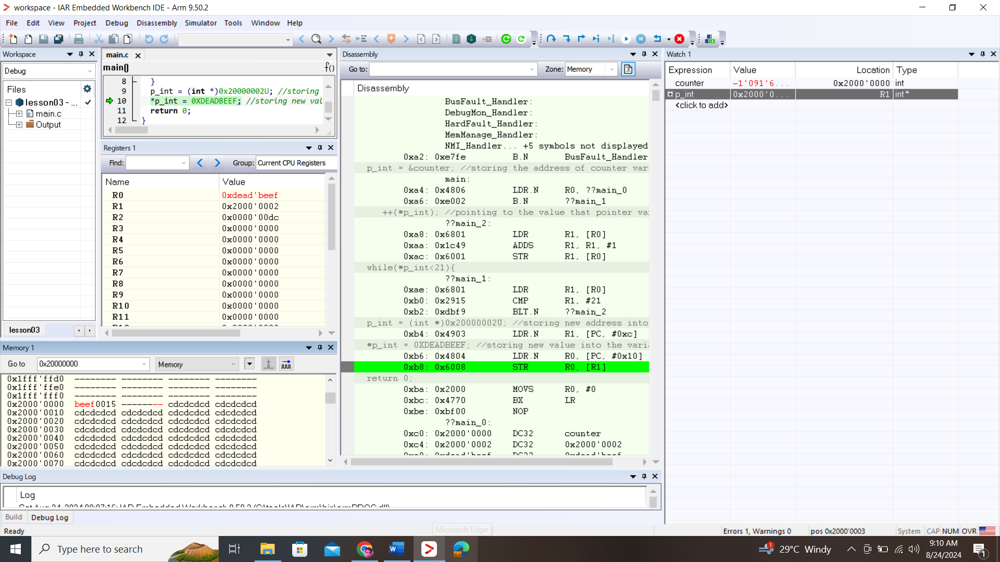 workspace - IAR Embedded Workbench IDE - Arm 9.50.2
File Edit View Project Debug Disassembly Simulator Tools Window Help
Workspace
Debug
Files
lesson03 - ...
main.c
Output
lesson03
main.c
main()
f()
8 }
9 p_int = (int *)0x20000002U; //storing
10 *p_int = 0XDEADBEEF; //storing new val
11 return 0;
12 }
Registers 1
Find: Group: Current CPU Registers
Name Value
R0 0xdead'beef
R1 0x2000'0002
R2 0x0000'00dc
R3 0x0000'0000
R4 0x0000'0000
R5 0x0000'0000
R6 0x0000'0000
R7 0x0000'0000
R8 0x0000'0000
R9 0x0000'0000
R10 0x0000'0000
R11 0x0000'0000
Memory 1
Go to 0x20000000 Memory
0x1fff'ffd0 -------- -------- -------- --------
0x1fff'ffe0 -------- -------- -------- --------
0x1fff'fff0 -------- -------- -------- --------
0x2000'0000 beef0015 -------- cdcdcdcd cdcdcdcd
0x2000'0010 cdcdcdcd cdcdcdcd cdcdcdcd cdcdcdcd
0x2000'0020 cdcdcdcd cdcdcdcd cdcdcdcd cdcdcdcd
0x2000'0030 cdcdcdcd cdcdcdcd cdcdcdcd cdcdcdcd
0x2000'0040 cdcdcdcd cdcdcdcd cdcdcdcd cdcdcdcd
0x2000'0050 cdcdcdcd cdcdcdcd cdcdcdcd cdcdcdcd
0x2000'0060 cdcdcdcd cdcdcdcd cdcdcdcd cdcdcdcd
0x2000'0070 cdcdcdcd cdcdcdcd cdcdcdcd cdcdcdcd
Disassembly
Go to: Zone: Memory
Disassembly
BusFault_Handler:
DebugMon_Handler:
HardFault_Handler:
MemManage_Handler:
NMI_Handler... +5 symbols not displayed
0xa2: 0xe7fe B.N BusFault_Handler
p_int = &counter; //storing the address of counter var
main:
0xa4: 0x4806 LDR.N R0, ??main_0
0xa6: 0xe002 B.N ??main_1
++(*p_int); //pointing to the value that pointer va
??main_2:
0xa8: 0x6801 LDR R1, [R0]
0xaa: 0x1c49 ADDS R1, R1, #1
0xac: 0x6001 STR R1, [R0]
while(*p_int<21){
??main_1:
0xae: 0x6801 LDR R1, [R0]
0xb0: 0x2915 CMP R1, #21
0xb2: 0xdbf9 BLT.N ??main_2
p_int = (int *)0x20000002U; //storing new address into
0xb4: 0x4903 LDR.N R1, [PC, #0xc]
*p_int = 0XDEADBEEF; //storing new value into the vari
0xb6: 0x4804 LDR.N R0, [PC, #0x10]
0xb8: 0x6008 STR R0, [R1]
return 0;
0xba: 0x2000 MOVS R0, #0
0xbc: 0x4770 BX LR
0xbe: 0xbf00 NOP
??main_0:
0xc0: 0x2000'0000 DC32 counter
0xc4: 0x2000'0002 DC32 0x2000'0002
Watch 1
Expression Value Location Type
counter -1'091'6... 0x2000'0000 int
p_int 0x2000'0... R1 int*
<click to add>
Debug Log
Log
Build Debug Log
Microsoft Edge
Ready
Errors 1, Warnings 0 pos 0x2000'0003 System CAP NUM OVR
Type here to search
29°C Windy
9:10 AM
8/24/2024
1
1